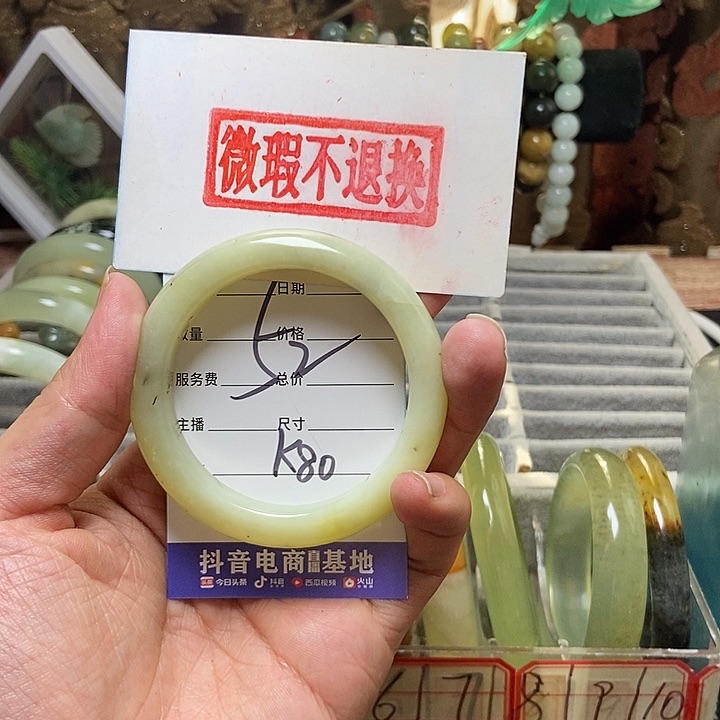 微瑕不退换
日期
52
数量 价格
服务费 总价
主播 尺寸
K80
抖音电商直播基地
今日头条 抖音 西瓜视频 火山
6 7 8 9 10